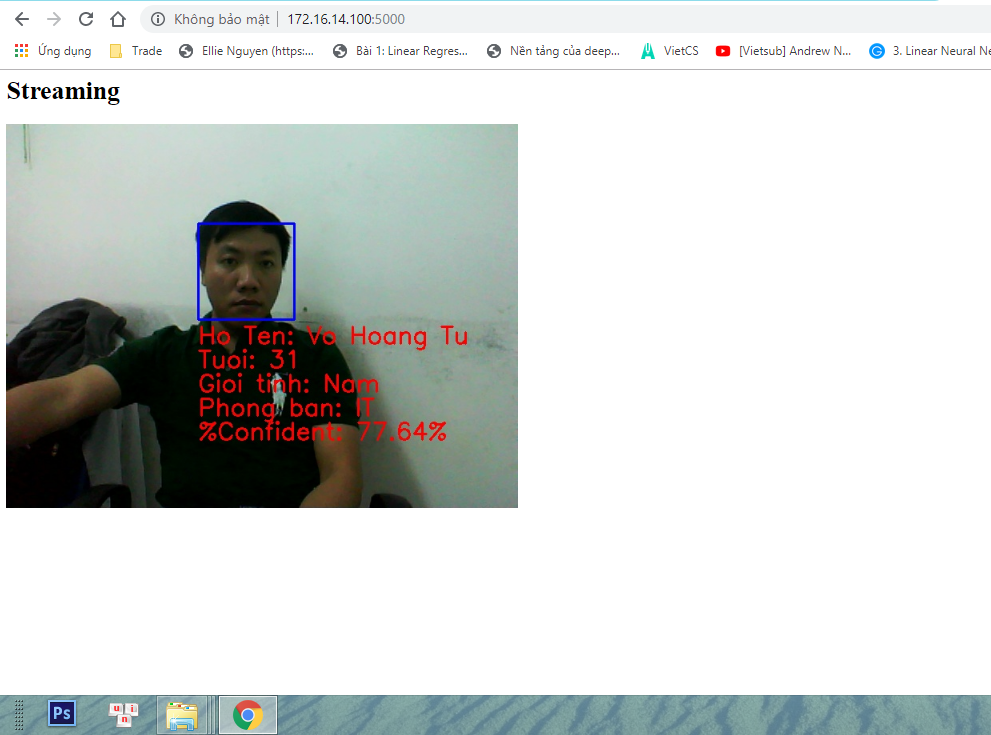 Không bảo mật 172.16.14.100:5000
Ứng dụng Trade Ellie Nguyen (https:... Bài 1: Linear Regres... Nền tảng của deep... VietCS [Vietsub] Andrew N... 3. Linear Neural Ne
Streaming
Ho Ten: Vo Hoang Tu
Tuoi: 31
Gioi tinh: Nam
Phong ban: IT
%Confident: 77.64%
Ps u i n